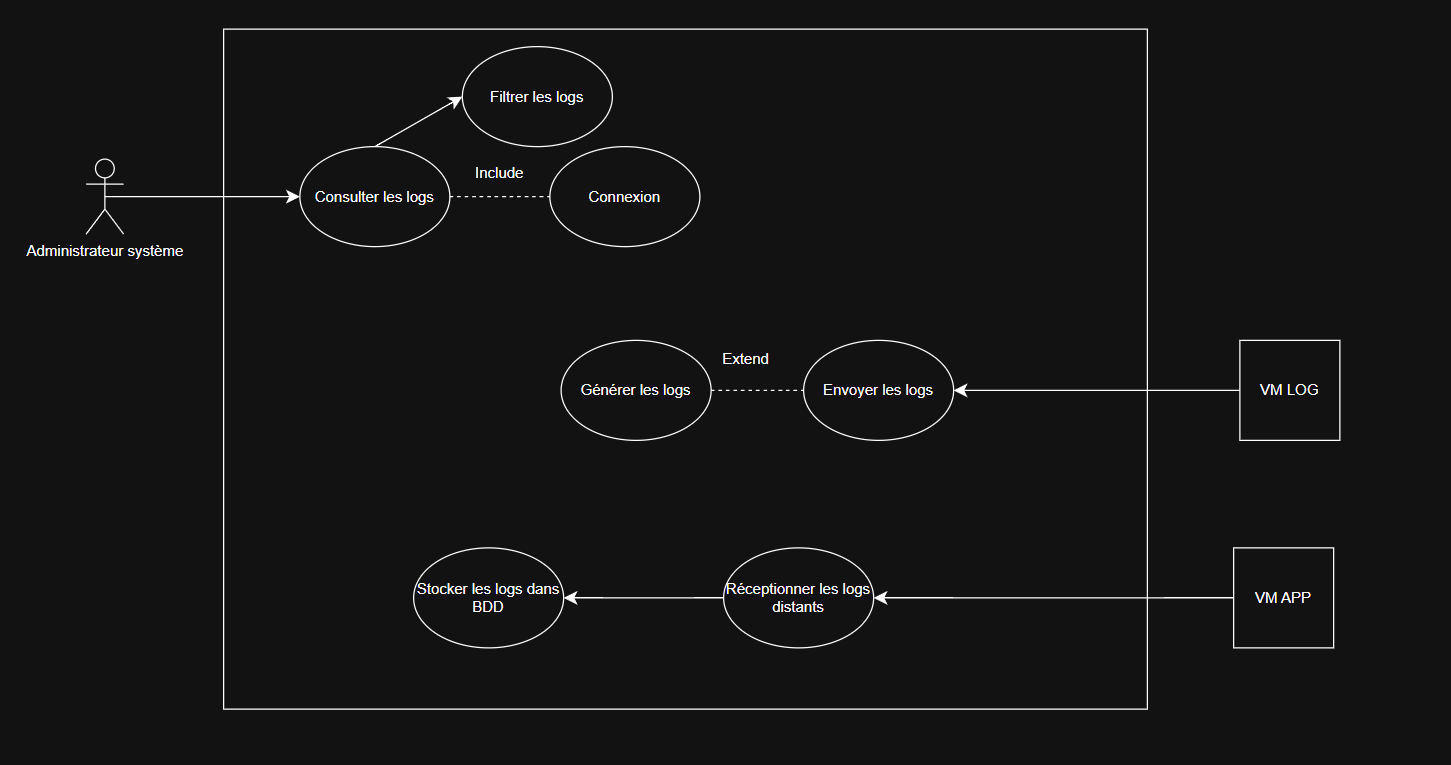 Filtrer les logs
Include
Consulter les logs
Connexion
Administrateur système
Extend
Générer les logs
Envoyer les logs
VM LOG
Stocker les logs dans
BDD
Réceptionner les logs
distants
VM APP